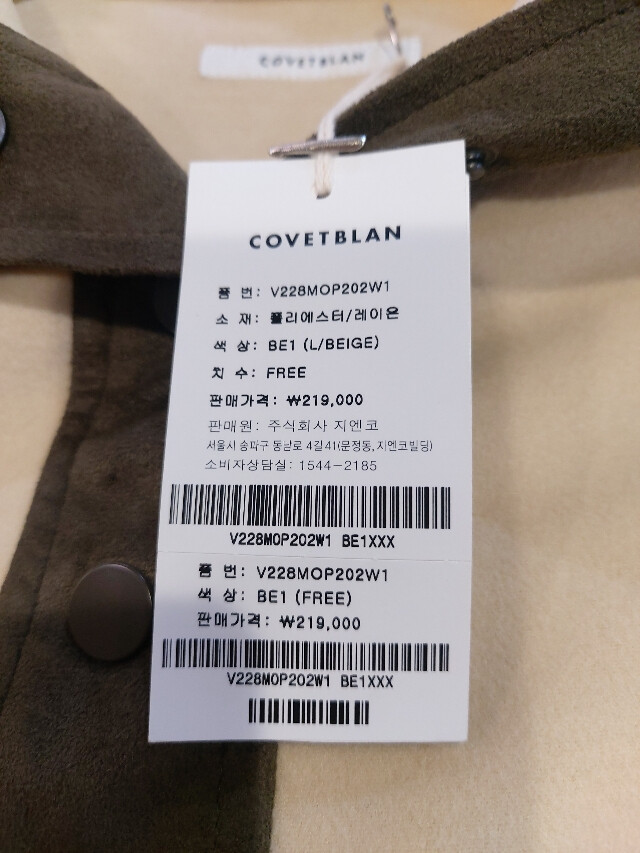 COVETBLAN
COVETBLAN
품 번: V228MOP202W1
소 재: 폴리에스터/레이온
색 상: BE1 (L/BEIGE)
치 수: FREE
판매가격: ₩219,000
판매원: 주식회사 지엔코
서울시 송파구 동남로 4길 41(문정동,지엔코빌딩)
소비자상담실: 1544-2185
V228MOP202W1 BE1XXX
품 번: V228MOP202W1
색 상: BE1 (FREE)
판매가격: ₩219,000
V228MOP202W1 BE1XXX